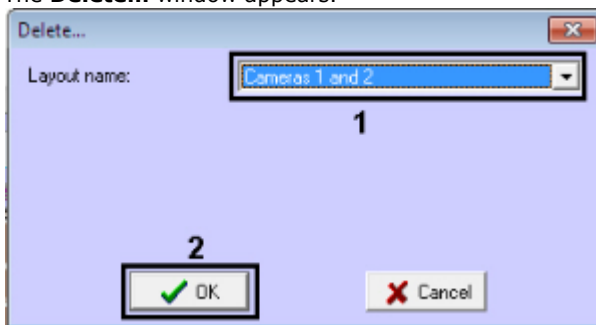 The Delete... window appears.
Delete...
Layout name: Cameras 1 and 2
1
2
OK Cancel